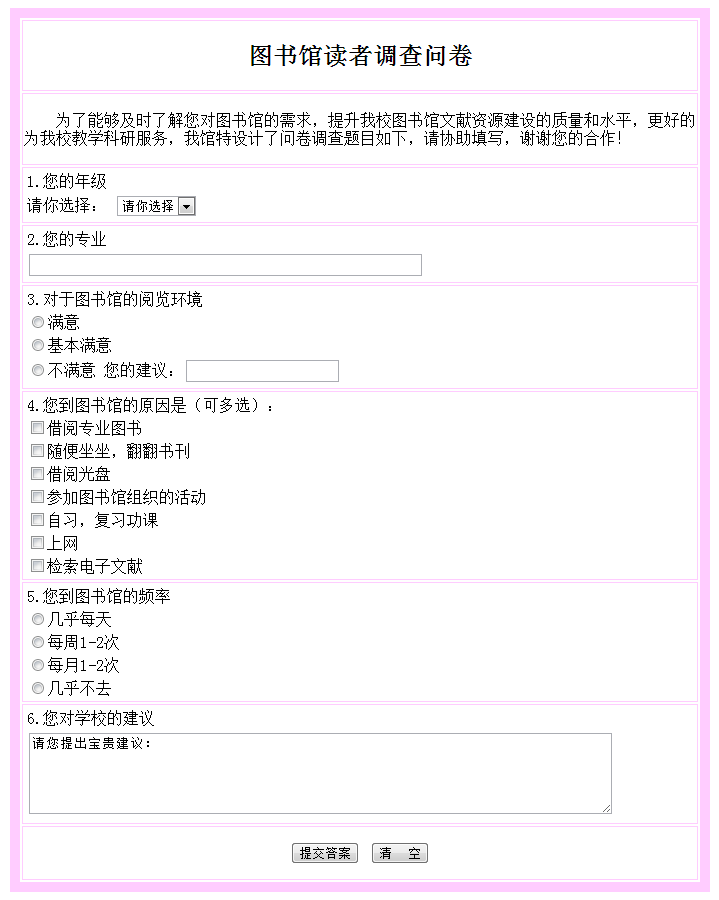 图书馆读者调查问卷
为了能够及时了解您对图书馆的需求，提升我校图书馆文献资源建设的质量和水平，更好的
为我校教学科研服务，我馆特设计了问卷调查题目如下，请协助填写，谢谢您的合作！
1.您的年级
请你选择： 请你选择
2.您的专业
3.对于图书馆的阅览环境
满意
基本满意
不满意 您的建议：
4.您到图书馆的原因是（可多选）：
借阅专业图书
随便坐坐，翻翻书刊
借阅光盘
参加图书馆组织的活动
自习，复习功课
上网
检索电子文献
5.您到图书馆的频率
几乎每天
每周1-2次
每月1-2次
几乎不去
6.您对学校的建议
请您提出宝贵建议：
提交答案 清 空